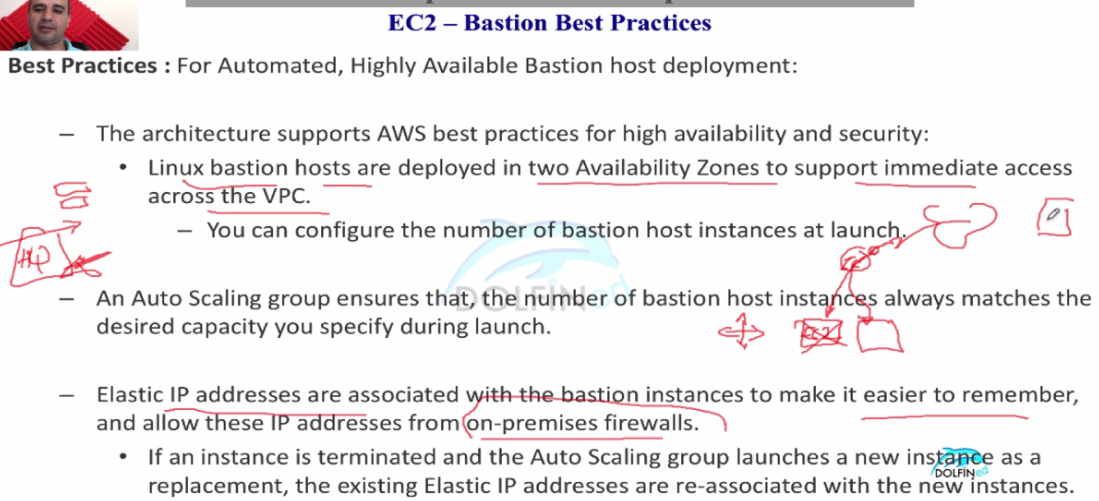 EC2 – Bastion Best Practices
Best Practices : For Automated, Highly Available Bastion host deployment:
– The architecture supports AWS best practices for high availability and security:
• Linux bastion hosts are deployed in two Availability Zones to support immediate access
across the VPC.
– You can configure the number of bastion host instances at launch.
HQ
– An Auto Scaling group ensures that, the number of bastion host instances always matches the
desired capacity you specify during launch.
DOLFINed
– Elastic IP addresses are associated with the bastion instances to make it easier to remember,
and allow these IP addresses from on-premises firewalls.
• If an instance is terminated and the Auto Scaling group launches a new instance as a
replacement, the existing Elastic IP addresses are re-associated with the new instances.
DOLFINed